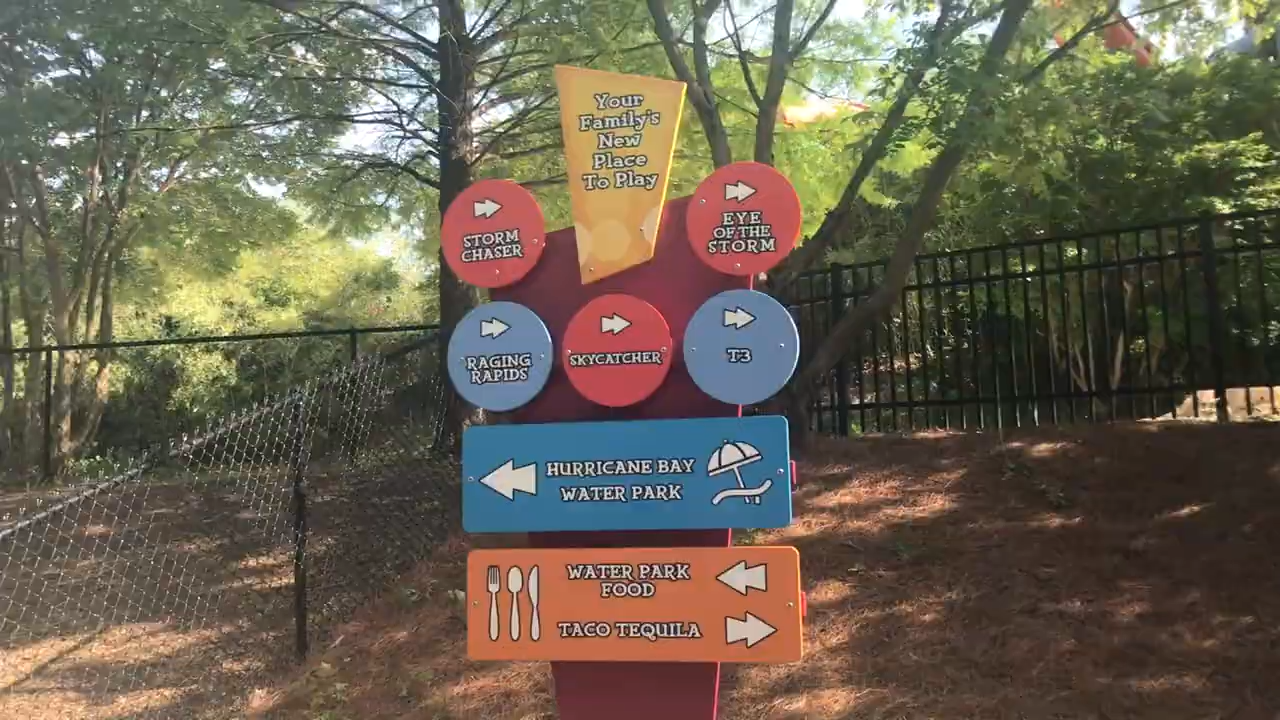 Your
Family's
New
Place
To Play
STORM
CHASER
EYE
OF THE
STORM
RAGING
RAPIDS
SKYCATCHER
T3
HURRICANE BAY
WATER PARK
WATER PARK
FOOD
TACO TEQUILA